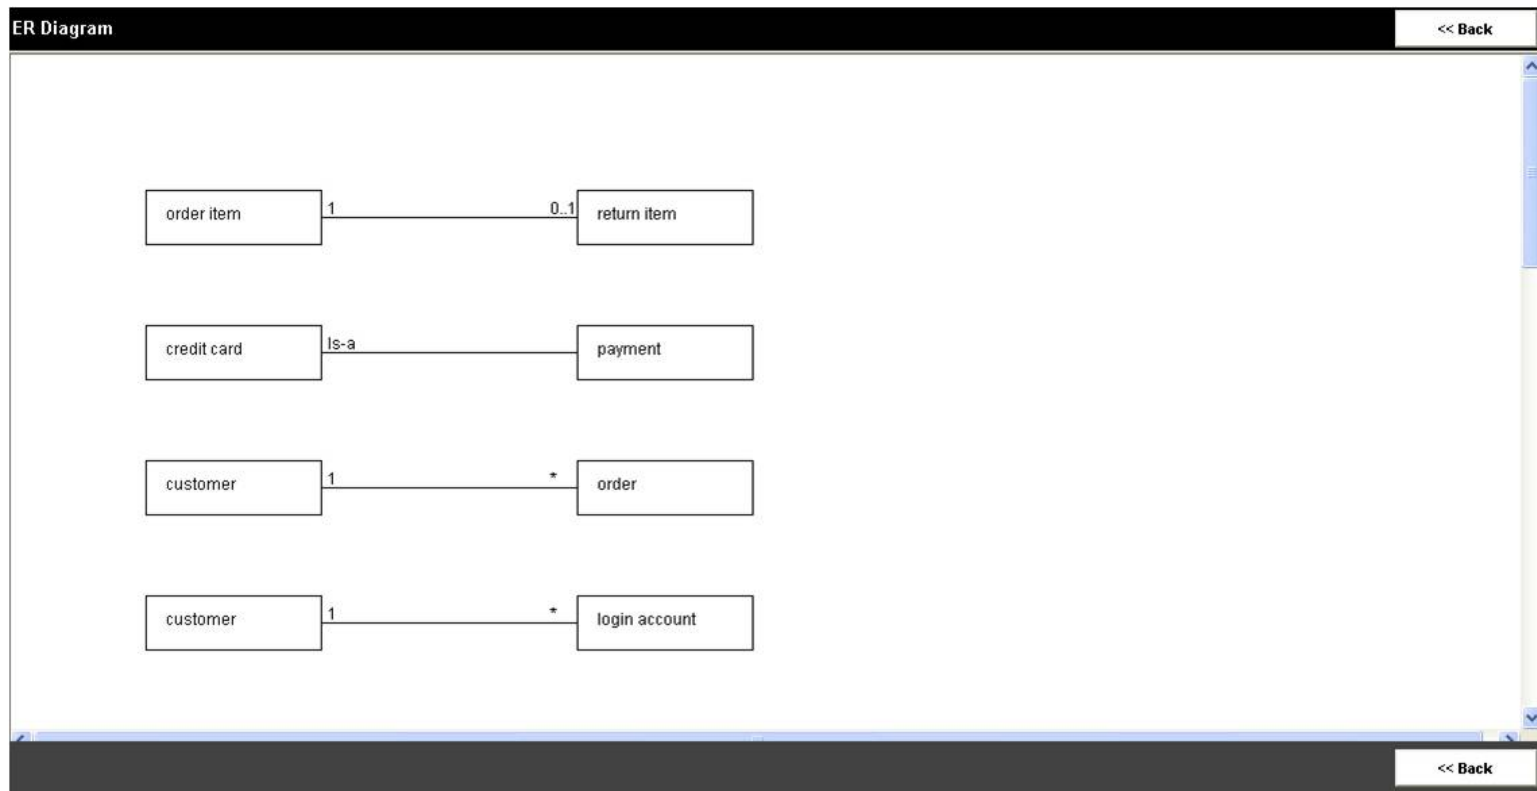 ER Diagram << Back
order item 1 0..1 return item
credit card Is-a payment
customer 1 * order
customer 1 * login account
<< Back